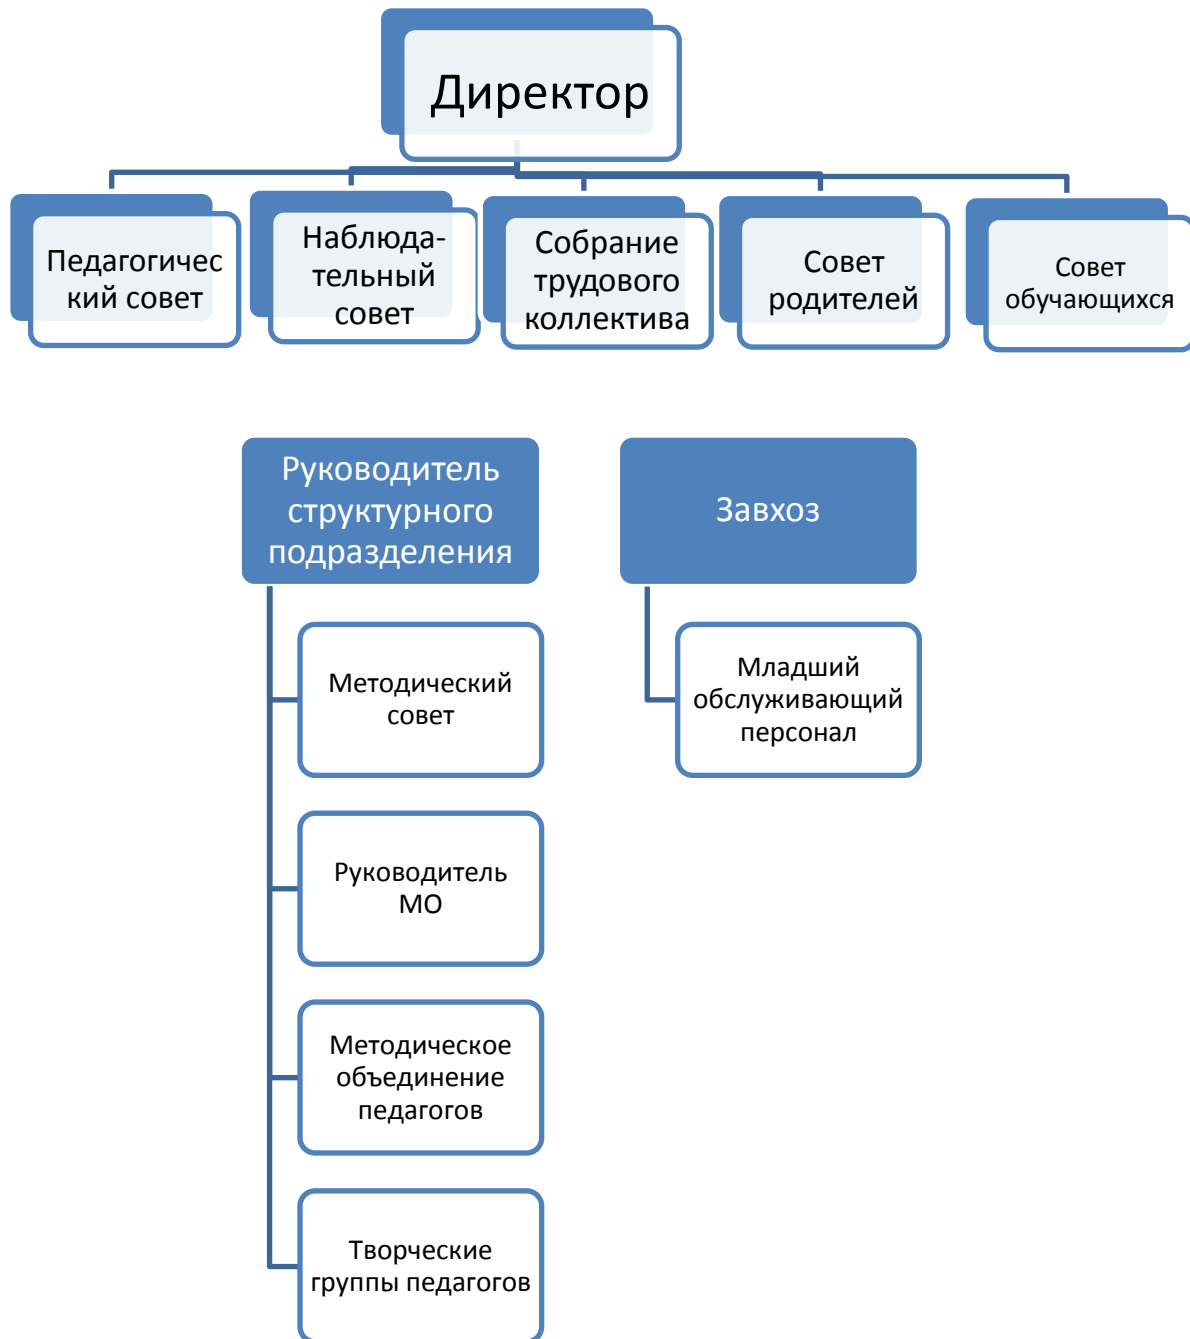 Директор
Педагогичес
кий совет
Наблюда-
тельный
совет
Собрание
трудового
коллектива
Совет
родителей
Совет
обучающихся
Руководитель
структурного
подразделения
Завхоз
Методический
совет
Младший
обслуживающий
персонал
Руководитель
МО
Методическое
объединение
педагогов
Творческие
группы педагогов